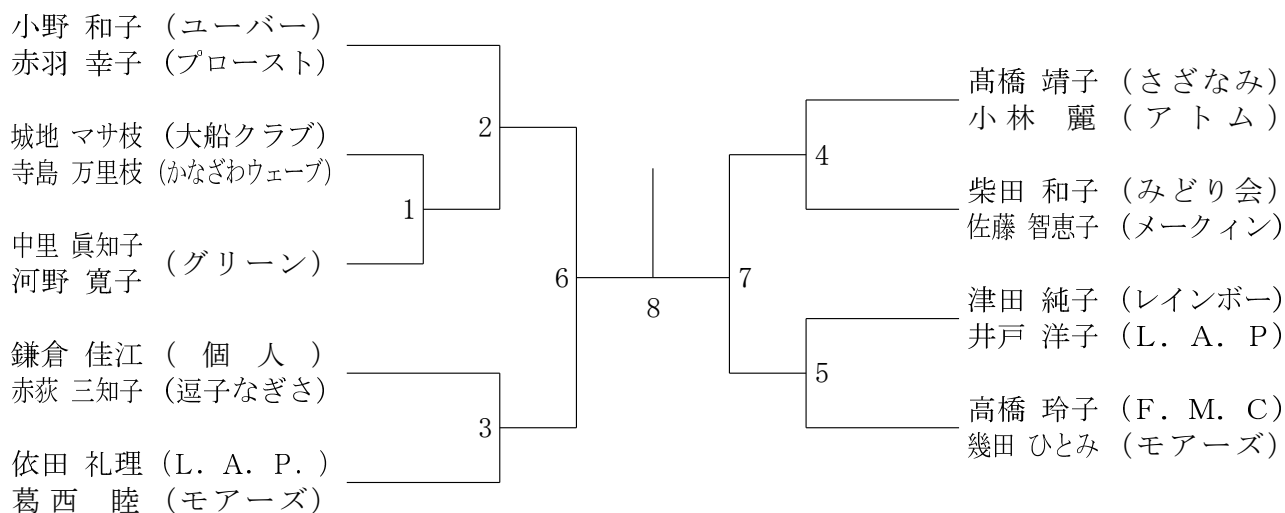 小野 和子 (ユーバー)
赤羽 幸子 (プロースト)
城地 マサ枝 (大船クラブ)
寺島 万里枝 (かなざわウェーブ)
中里 眞知子
河野 寛子
(グリーン)
鎌倉 佳江 (個 人)
赤荻 三知子 (逗子なぎさ)
依田 礼理 (L. A. P. )
葛西 睦 (モアーズ)
1
2
3
6
8
7
4
5
髙橋 靖子 (さざなみ)
小林 麗 (アトム)
柴田 和子 (みどり会)
佐藤 智恵子 (メークィン)
津田 純子 (レインボー)
井戸 洋子 (L. A. P)
高橋 玲子 (F. M. C)
幾田 ひとみ (モアーズ)